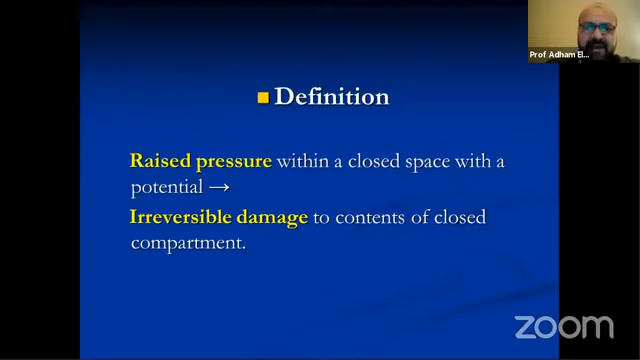 Prof Adham El...
Definition
Raised pressure within a closed space with a
potential →
Irreversible damage to contents of closed
compartment.
zoom